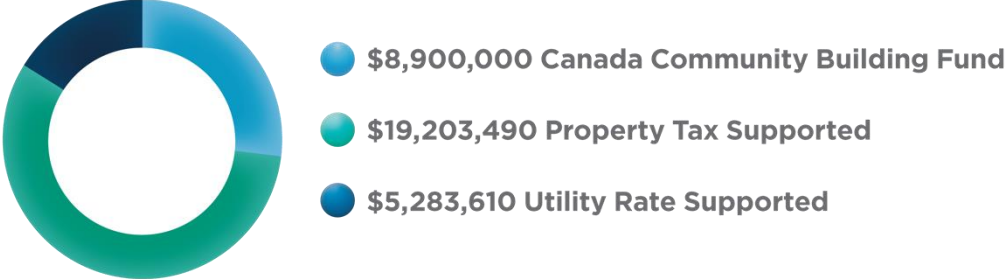 $8,900,000 Canada Community Building Fund
$19,203,490 Property Tax Supported
$5,283,610 Utility Rate Supported